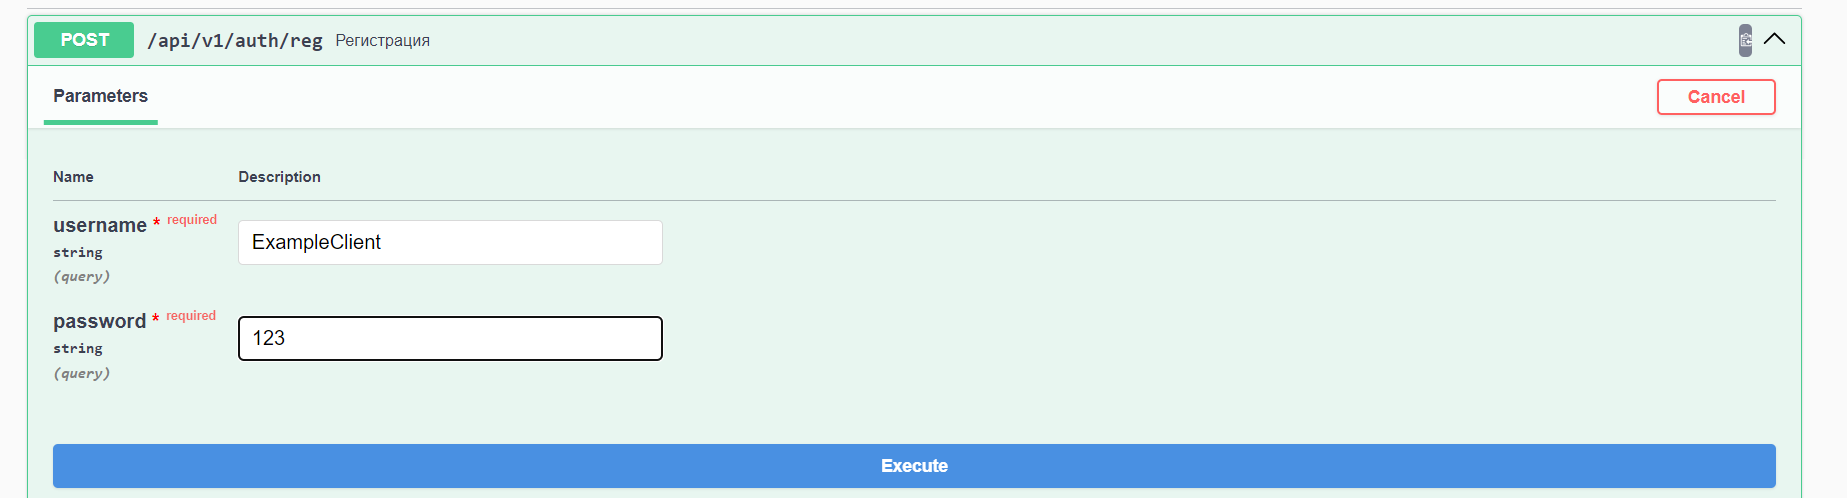 POST /api/v1/auth/reg Регистрация
Parameters
Cancel
Name Description
username * required
string
(query)
ExampleClient
password * required
string
(query)
123
Execute